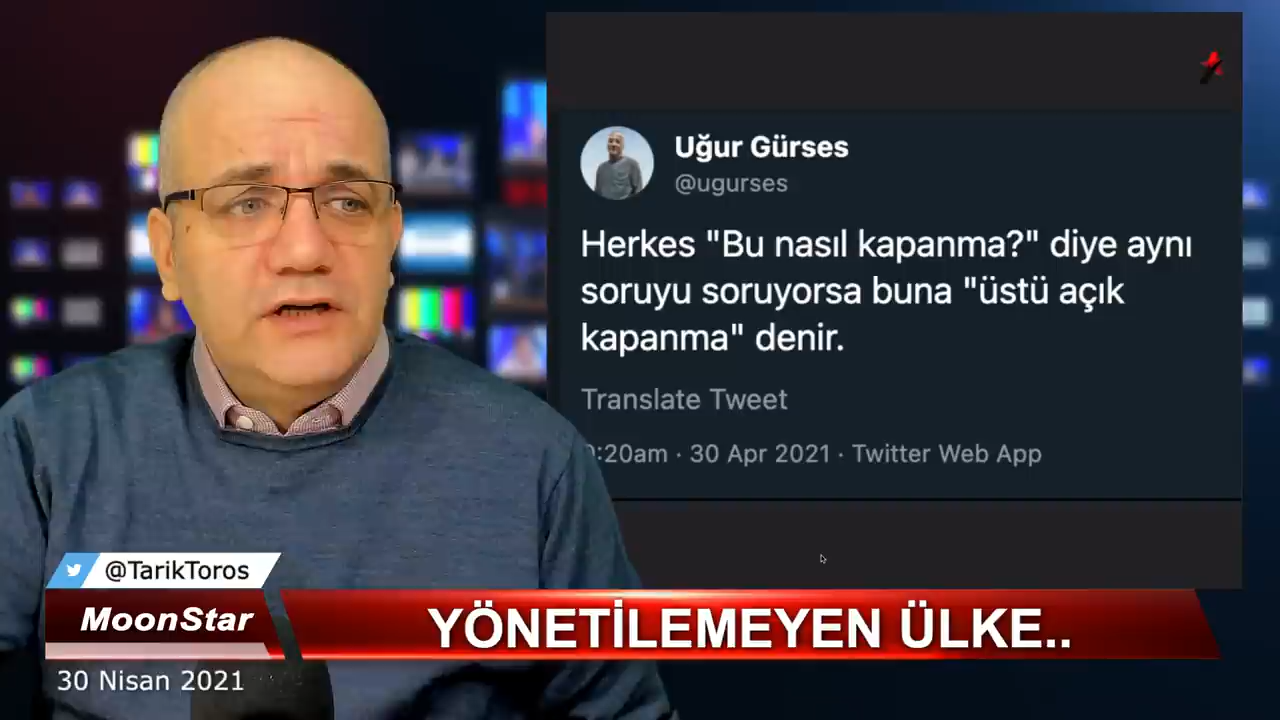 Uğur Gürses
@ugurses
Herkes "Bu nasıl kapanma?" diye aynı
soruyu soruyorsa buna "üstü açık
kapanma" denir.
Translate Tweet
:20am · 30 Apr 2021 · Twitter Web App
@TarikToros
MoonStar
YÖNETİLEMEYEN ÜLKE..
30 Nisan 2021